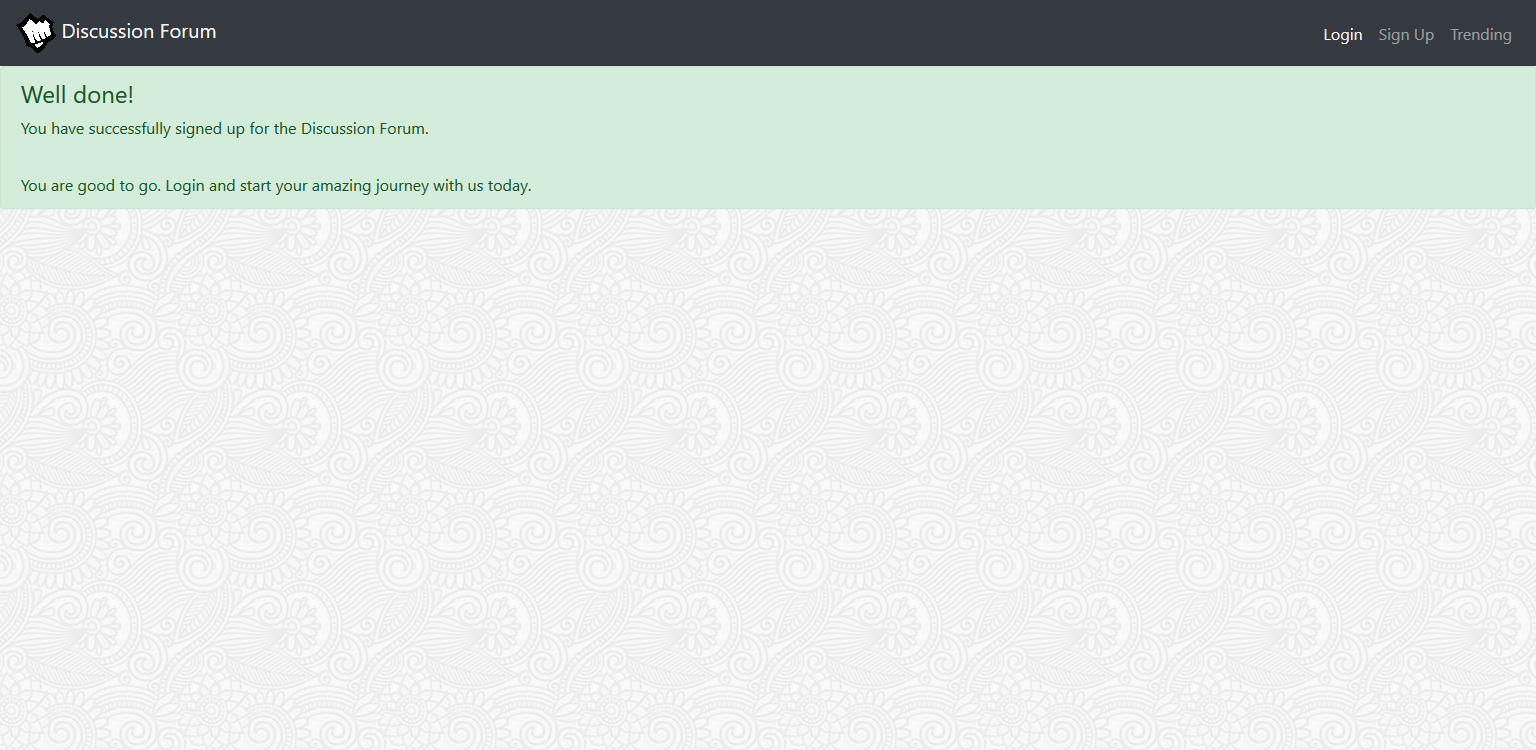 Discussion Forum
Login Sign Up Trending
Well done!
You have successfully signed up for the Discussion Forum.
You are good to go. Login and start your amazing journey with us today.